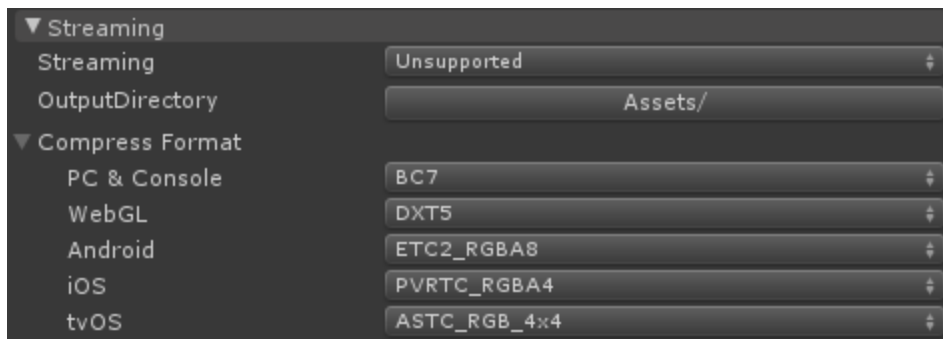 Streaming
Streaming Unsupported
OutputDirectory Assets/
Compress Format
PC & Console BC7
WebGL DXT5
Android ETC2_RGBA8
iOS PVRTC_RGBA4
tvOS ASTC_RGB_4x4